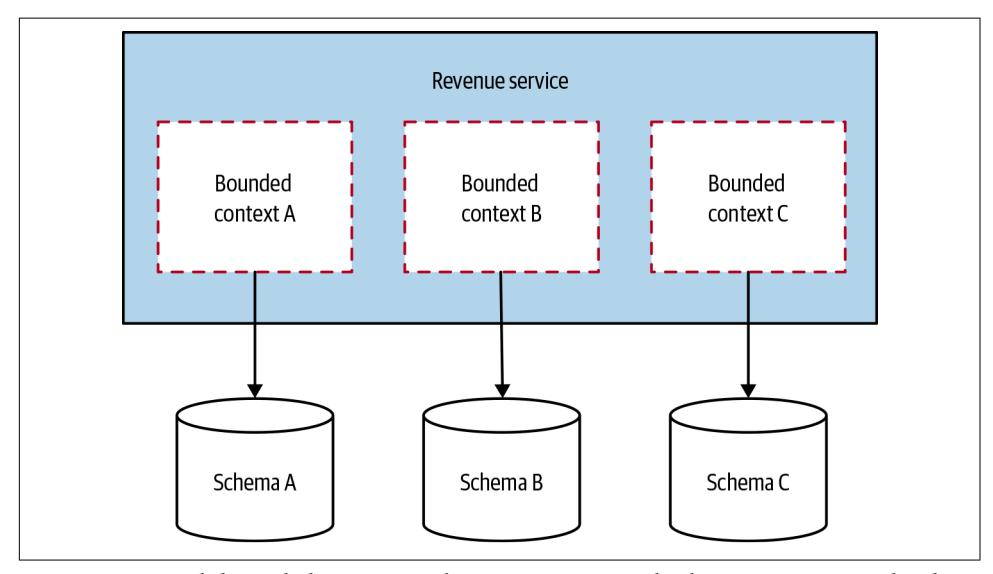 Revenue service
Bounded
context A
Bounded
context B
Bounded
context C
Schema A
Schema B
Schema C